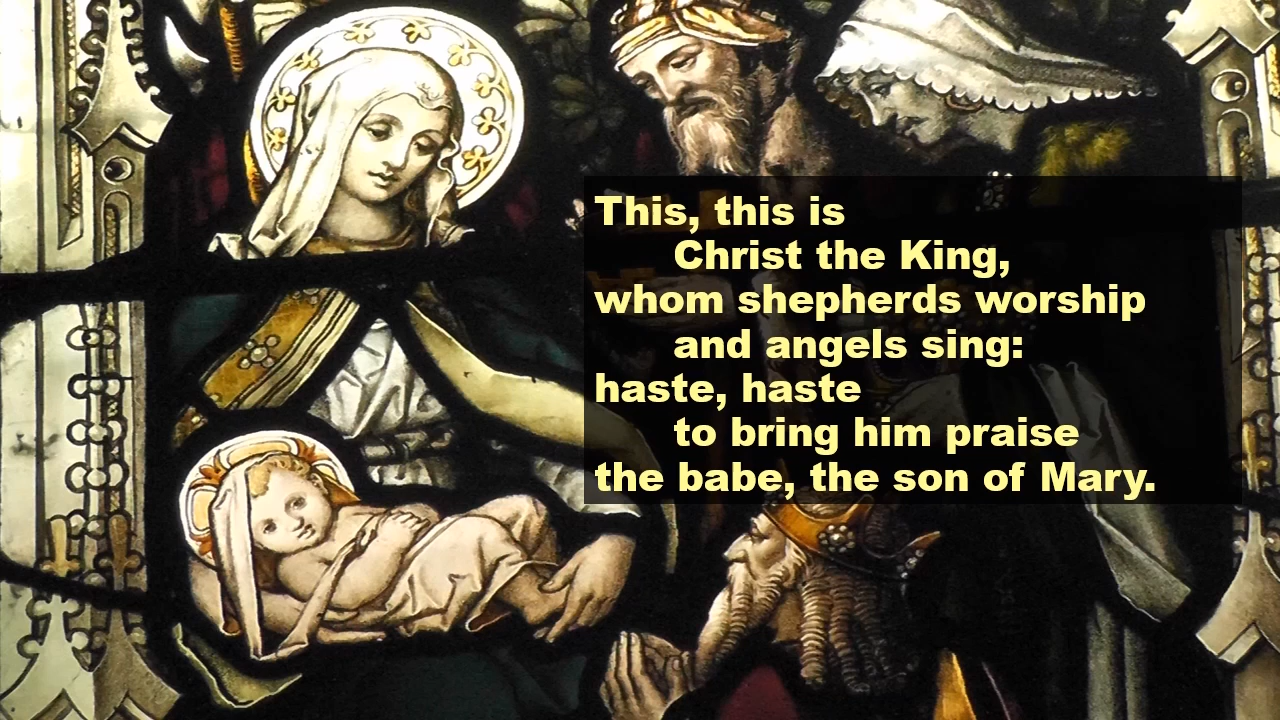 This, this is
Christ the King,
whom shepherds worship
and angels sing:
haste, haste
to bring him praise
the babe, the son of Mary.